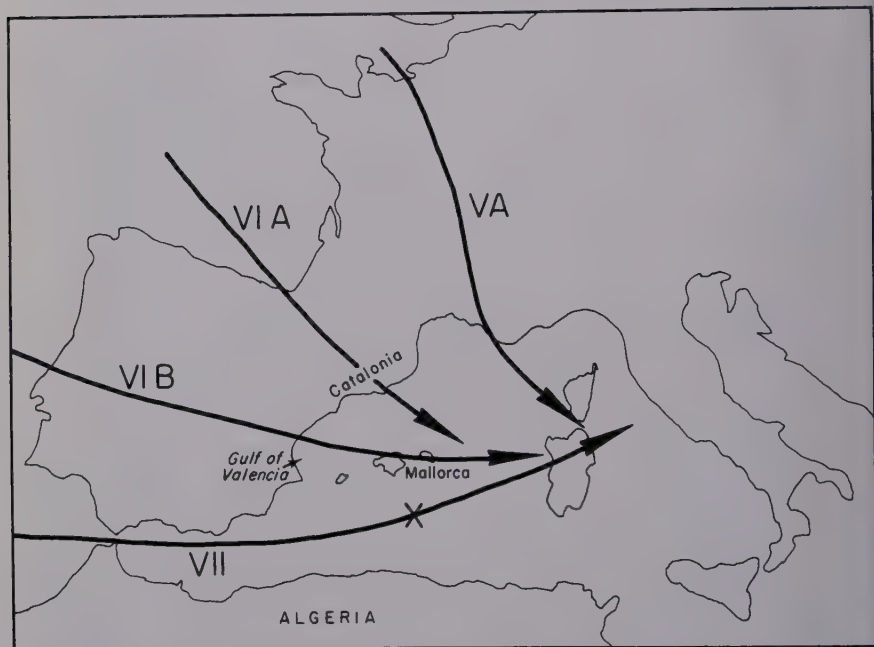 VA
VI A
VI B
Catalonia
Gulf of
Valencia
Mallorca
X
VII
ALGERIA